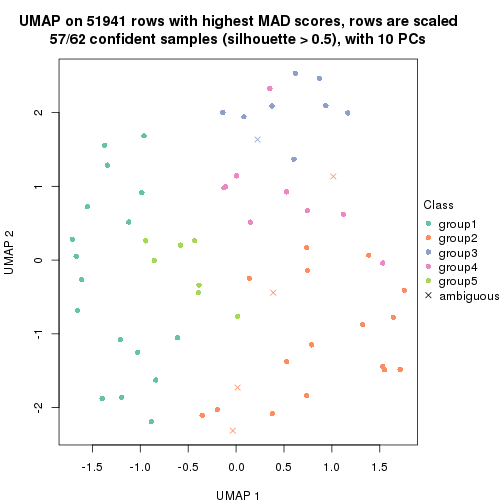 UMAP on 51941 rows with highest MAD scores, rows are scaled
57/62 confident samples (silhouette > 0.5), with 10 PCs
2
1
0
-1
-2
UMAP 2
-1.5 -1.0 -0.5 0.0 0.5 1.0 1.5
UMAP 1
Class
group1
group2
group3
group4
group5
ambiguous